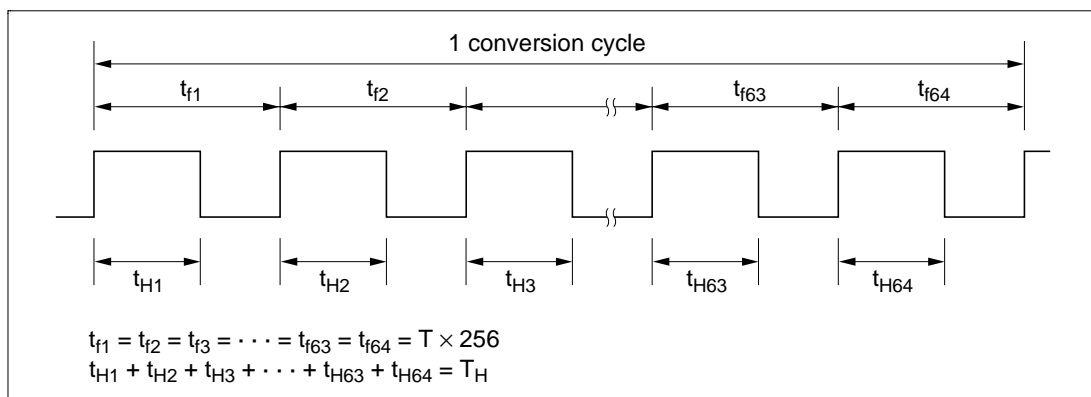 1 conversion cycle
tf1 tf2 tf63 tf64
tH1 tH2 tH3 tH63 tH64
tf1 = tf2 = tf3 = · · · = tf63 = tf64 = T × 256
tH1 + tH2 + tH3 + · · · + tH63 + tH64 = TH